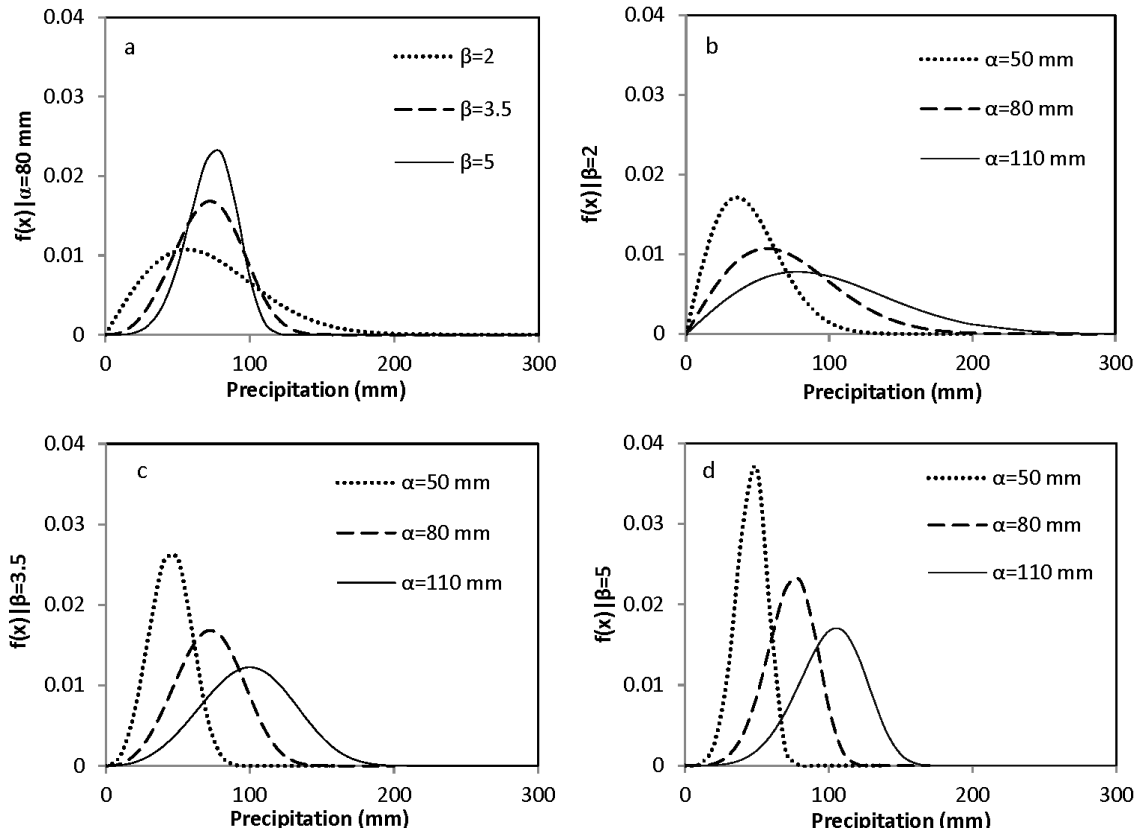 0.04
0.03
0.02
0.01
0
f(x)|α=80 mm
a
β=2
β=3.5
β=5
0 100 200 300
Precipitation (mm)
0.04
0.03
0.02
0.01
0
f(x)|β=2
b
α=50 mm
α=80 mm
α=110 mm
0 100 200 300
Precipitation (mm)
0.04
0.03
0.02
0.01
0
f(x)|β=3.5
c
α=50 mm
α=80 mm
α=110 mm
0 100 200 300
Precipitation (mm)
0.04
0.03
0.02
0.01
0
f(x)|β=5
d
α=50 mm
α=80 mm
α=110 mm
0 100 200 300
Precipitation (mm)